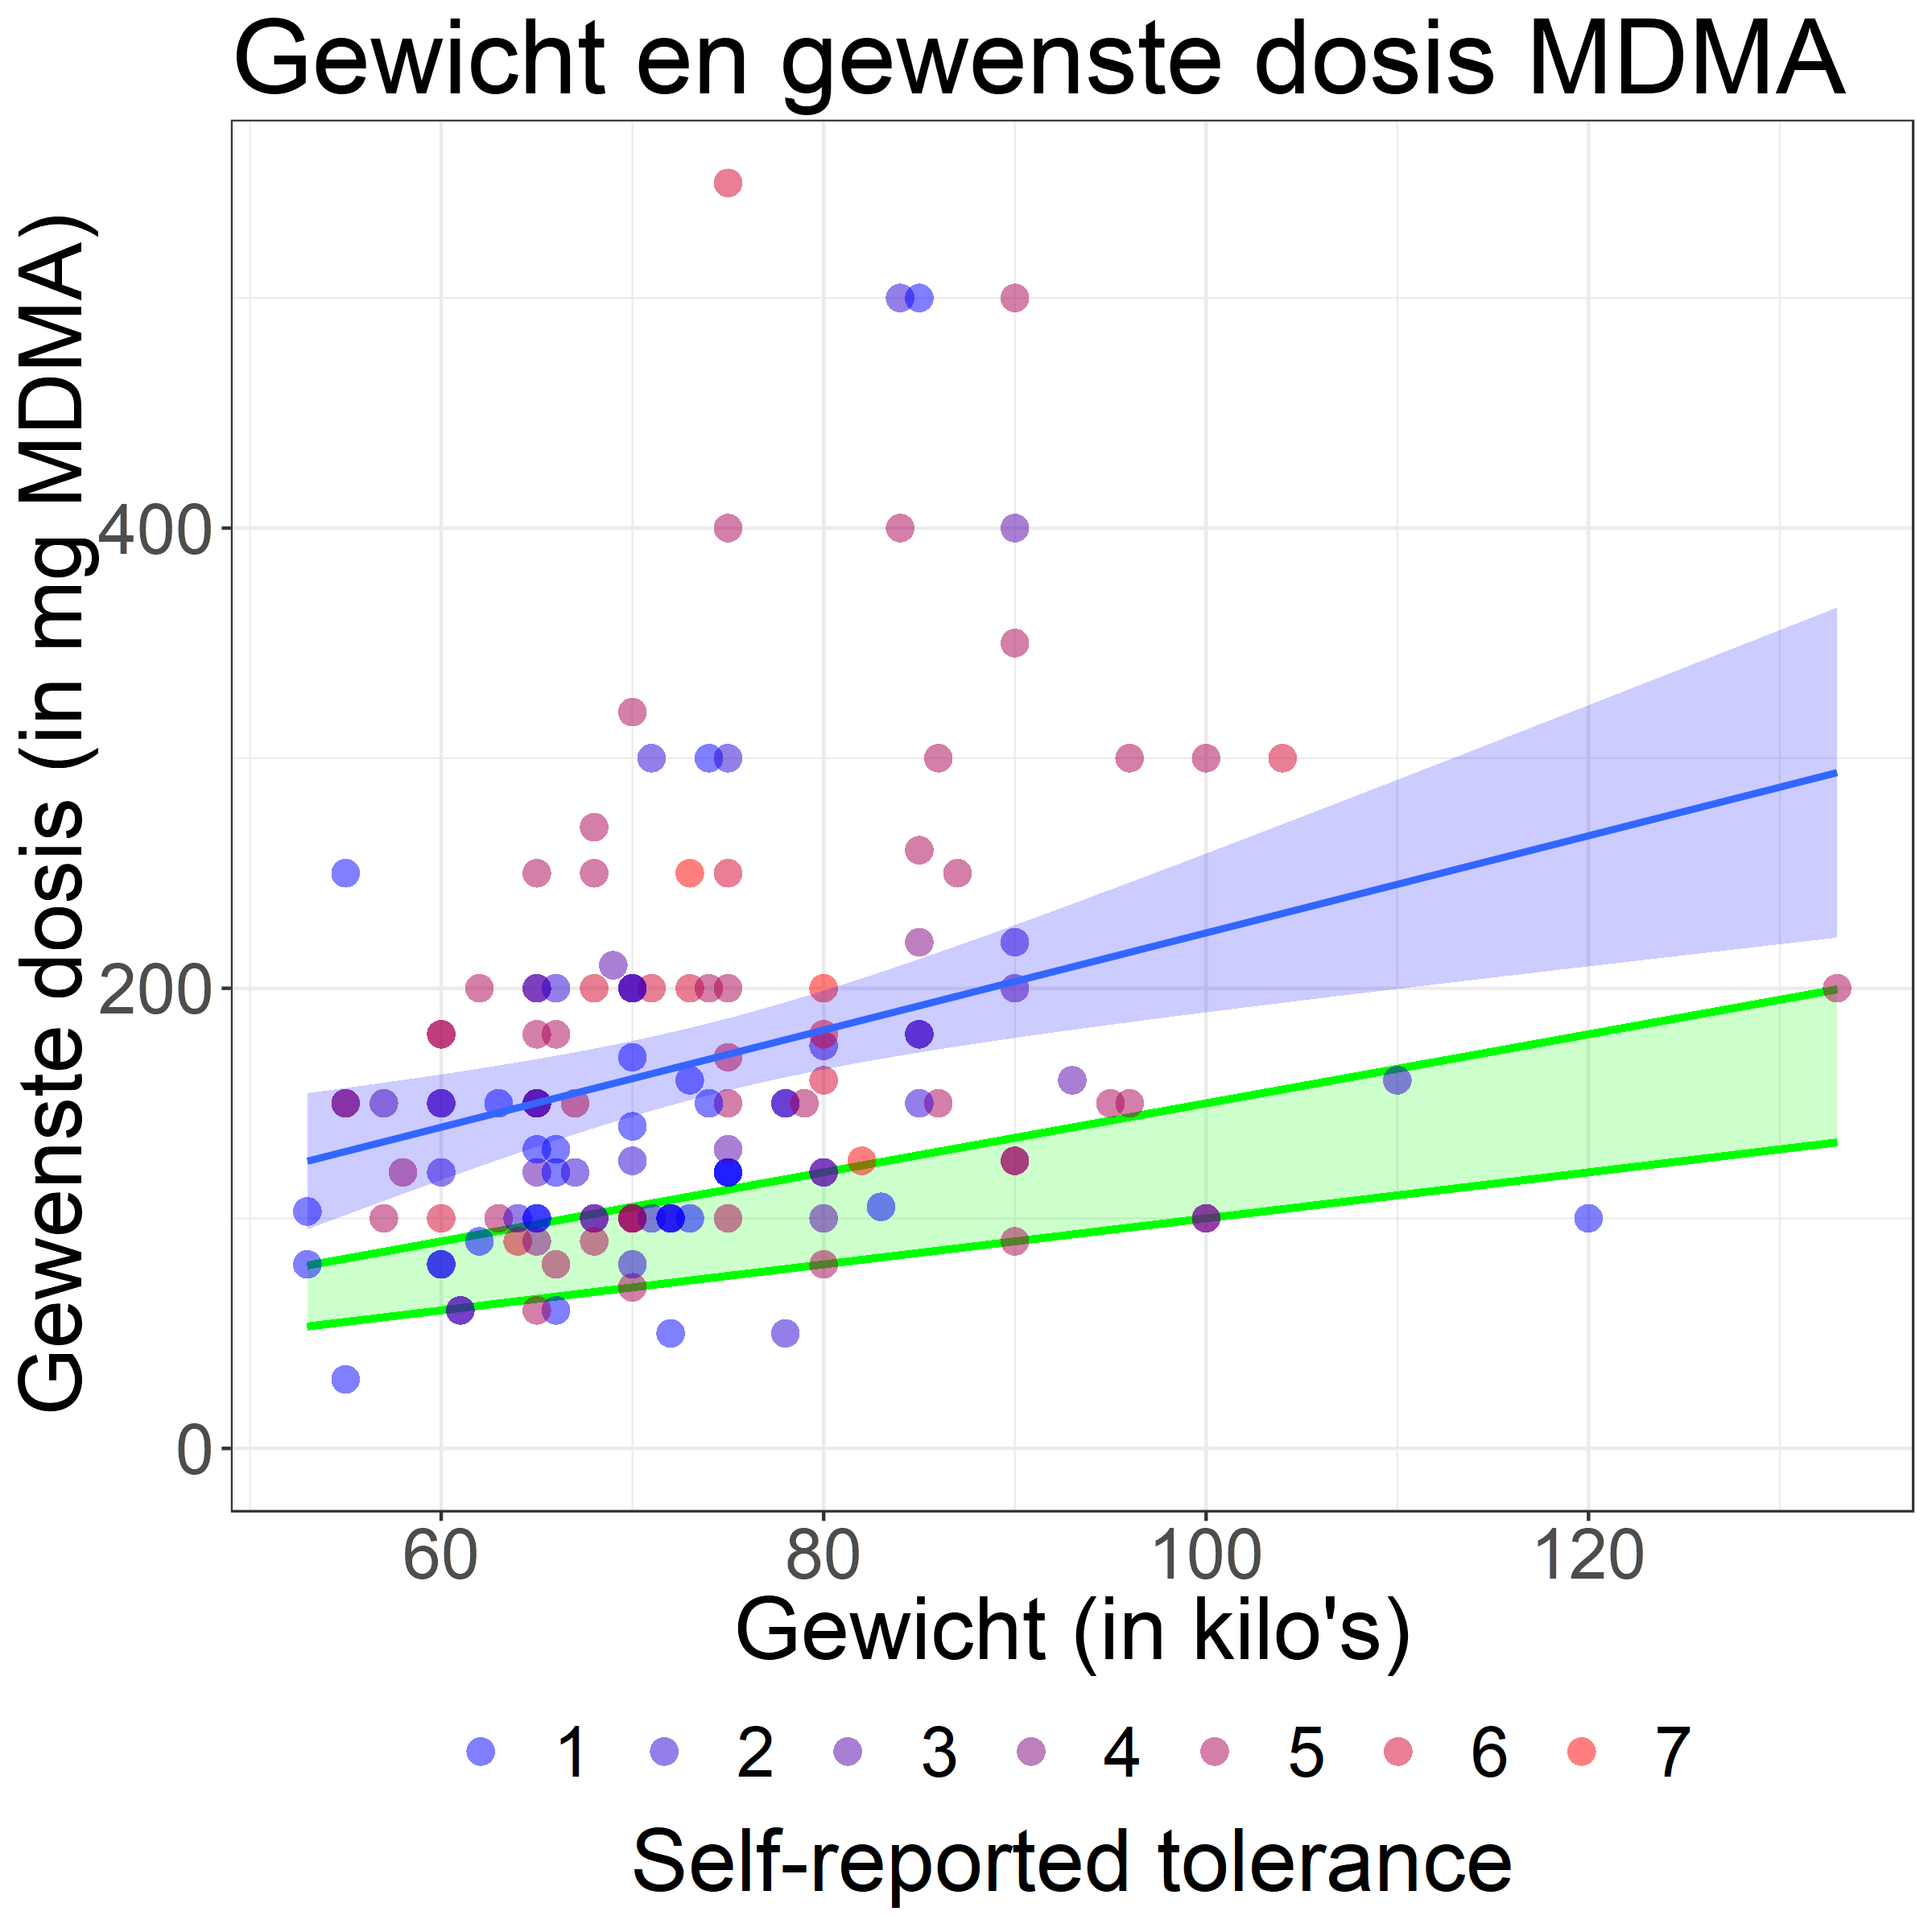 Gewicht en gewenste dosis MDMA
Gewenste dosis (in mg MDMA)
400
200
0
60 80 100 120
Gewicht (in kilo's)
1 2 3 4 5 6 7
Self-reported tolerance